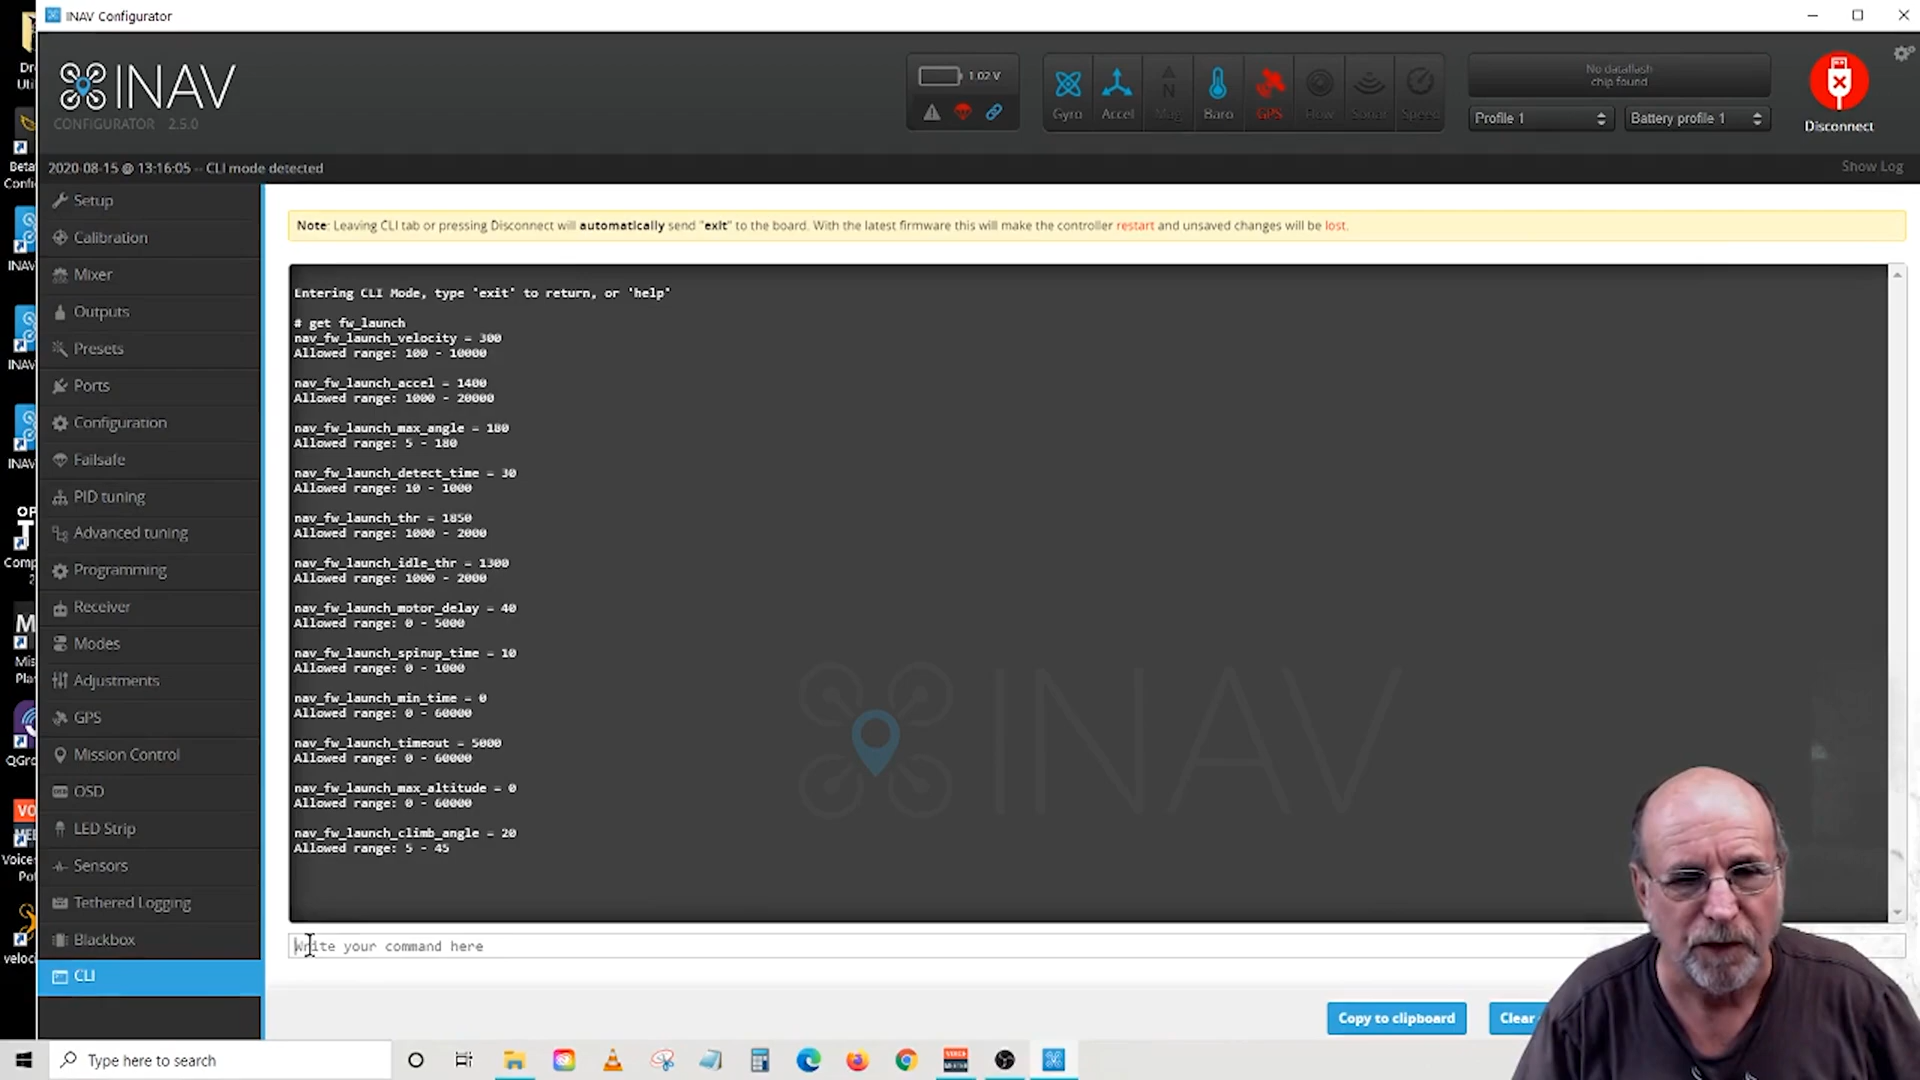 INAV Configurator
INAV
CONFIGURATOR 2.5.0
1.02 V
Gyro
Accel
Mag
Baro
GPS
Flow
Sonar
Speed
No dataflash
chip found
Profile 1
Battery profile 1
Disconnect
2020-08-15 @ 13:16:05 -- CLI mode detected
Show Log
Setup
Calibration
Mixer
Outputs
Presets
Ports
Configuration
Failsafe
PID tuning
Advanced tuning
Programming
Receiver
Modes
Adjustments
GPS
Mission Control
OSD
LED Strip
Sensors
Tethered Logging
Blackbox
CLI
Note: Leaving CLI tab or pressing Disconnect will automatically send "exit" to the board. With the latest firmware this will make the controller restart and unsaved changes will be lost.
Entering CLI Mode, type 'exit' to return, or 'help'
# get fw_launch
nav_fw_launch_velocity = 300
Allowed range: 100 - 10000
nav_fw_launch_accel = 1400
Allowed range: 1000 - 20000
nav_fw_launch_max_angle = 180
Allowed range: 5 - 180
nav_fw_launch_detect_time = 30
Allowed range: 10 - 1000
nav_fw_launch_thr = 1850
Allowed range: 1000 - 2000
nav_fw_launch_idle_thr = 1300
Allowed range: 1000 - 2000
nav_fw_launch_motor_delay = 40
Allowed range: 0 - 5000
nav_fw_launch_spinup_time = 10
Allowed range: 0 - 1000
nav_fw_launch_min_time = 0
Allowed range: 0 - 60000
nav_fw_launch_timeout = 5000
Allowed range: 0 - 60000
nav_fw_launch_max_altitude = 0
Allowed range: 0 - 60000
nav_fw_launch_climb_angle = 20
Allowed range: 5 - 45
INAV
Write your command here
Copy to clipboard
Clear
Type here to search